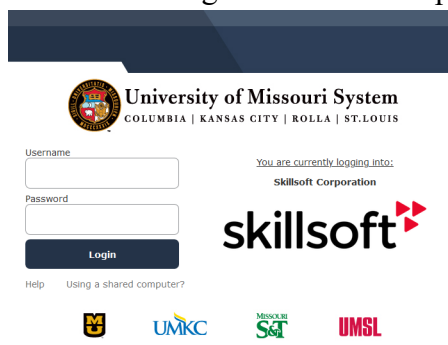 University of Missouri System
COLUMBIA | KANSAS CITY | ROLLA | ST.LOUIS
Username
Password
Login
Help Using a shared computer?
You are currently logging into:
Skillsoft Corporation
skillsoft
MU
UMKC
MISSOURI
S&T
UMSL